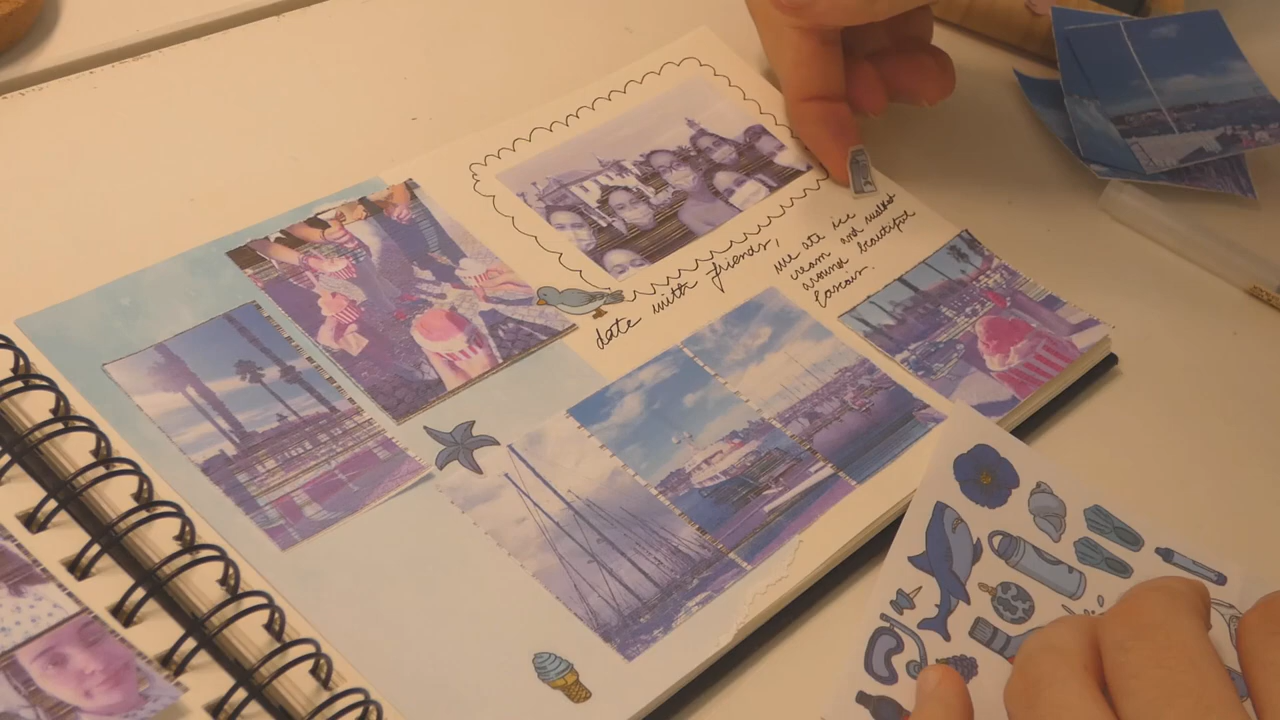 date with friends,
we ate ice
cream and walked
around beautiful
Cascais.